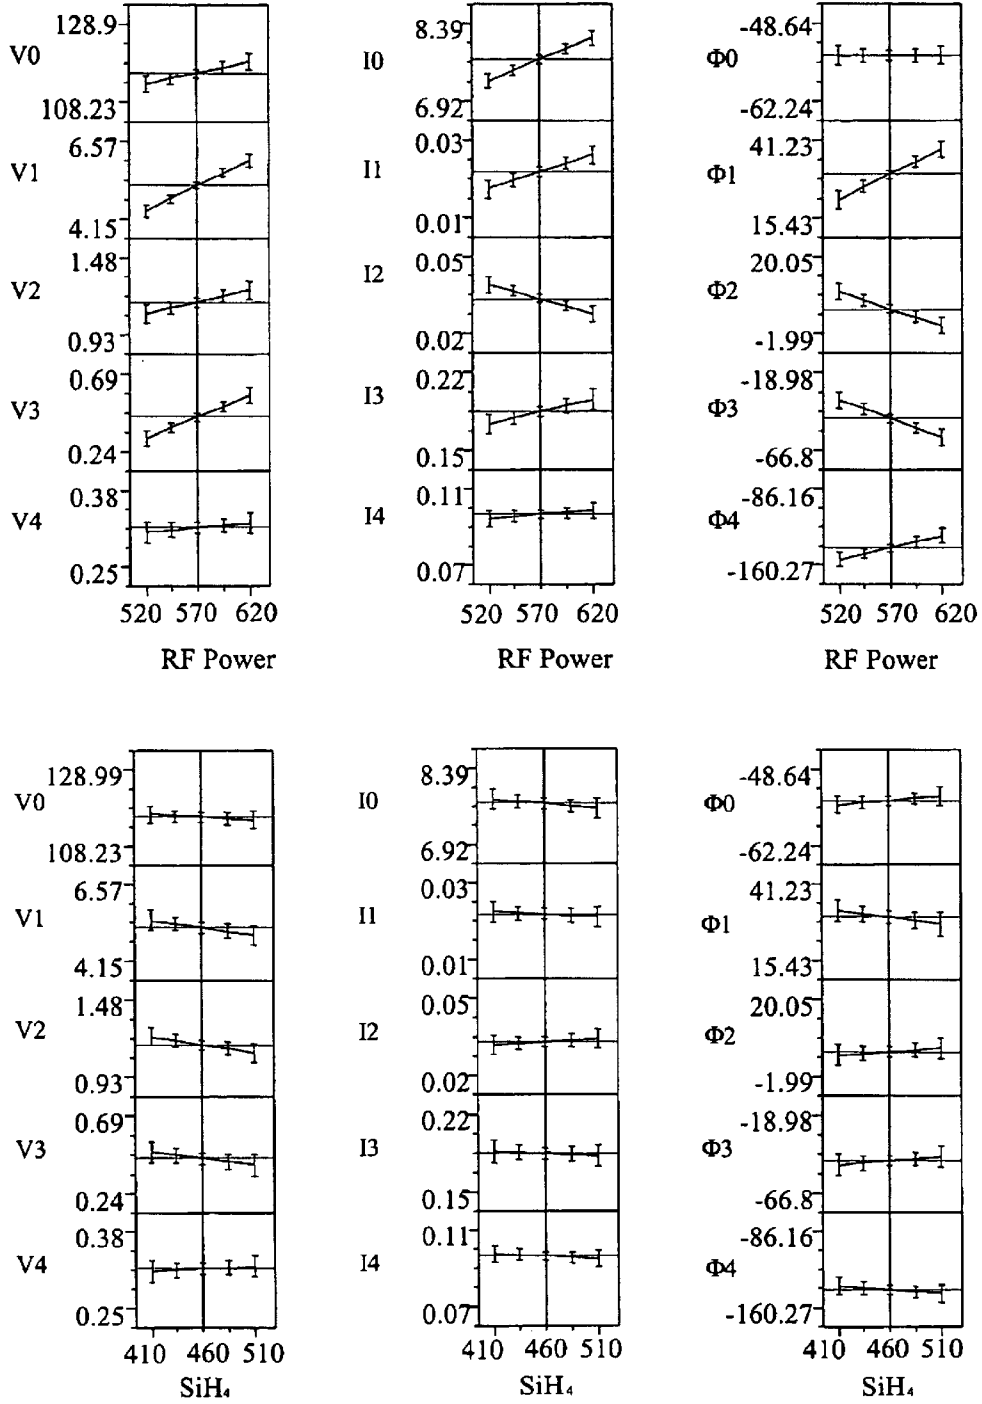 128.9
V0
108.23
6.57
V1
4.15
1.48
V2
0.93
0.69
V3
0.24
0.38
V4
0.25
520 570 620
RF Power
8.39
I0
6.92
0.03
I1
0.01
0.05
I2
0.02
0.22
I3
0.15
0.11
I4
0.07
520 570 620
RF Power
-48.64
Φ0
-62.24
41.23
Φ1
15.43
20.05
Φ2
-1.99
-18.98
Φ3
-66.8
-86.16
Φ4
-160.27
520 570 620
RF Power
128.99
V0
108.23
6.57
V1
4.15
1.48
V2
0.93
0.69
V3
0.24
0.38
V4
0.25
410 460 510
SiH₄
8.39
I0
6.92
0.03
I1
0.01
0.05
I2
0.02
0.22
I3
0.15
0.11
I4
0.07
410 460 510
SiH₄
-48.64
Φ0
-62.24
41.23
Φ1
15.43
20.05
Φ2
-1.99
-18.98
Φ3
-66.8
-86.16
Φ4
-160.27
410 460 510
SiH₄